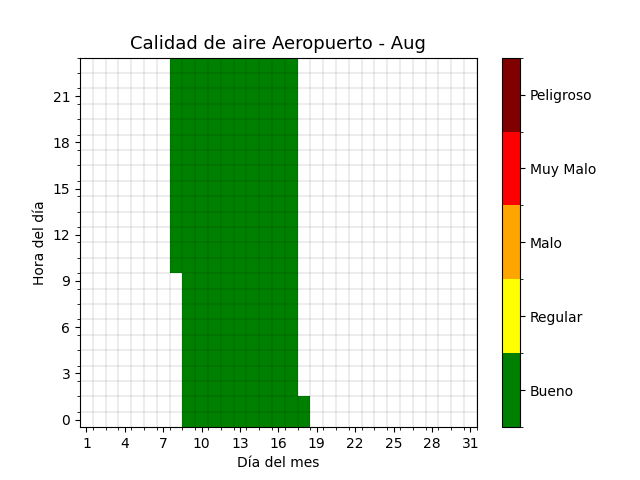 Calidad de aire Aeropuerto - Aug
21
18
15
12
9
6
3
0
Hora del día
1 4 7 10 13 16 19 22 25 28 31
Día del mes
Peligroso
Muy Malo
Malo
Regular
Bueno